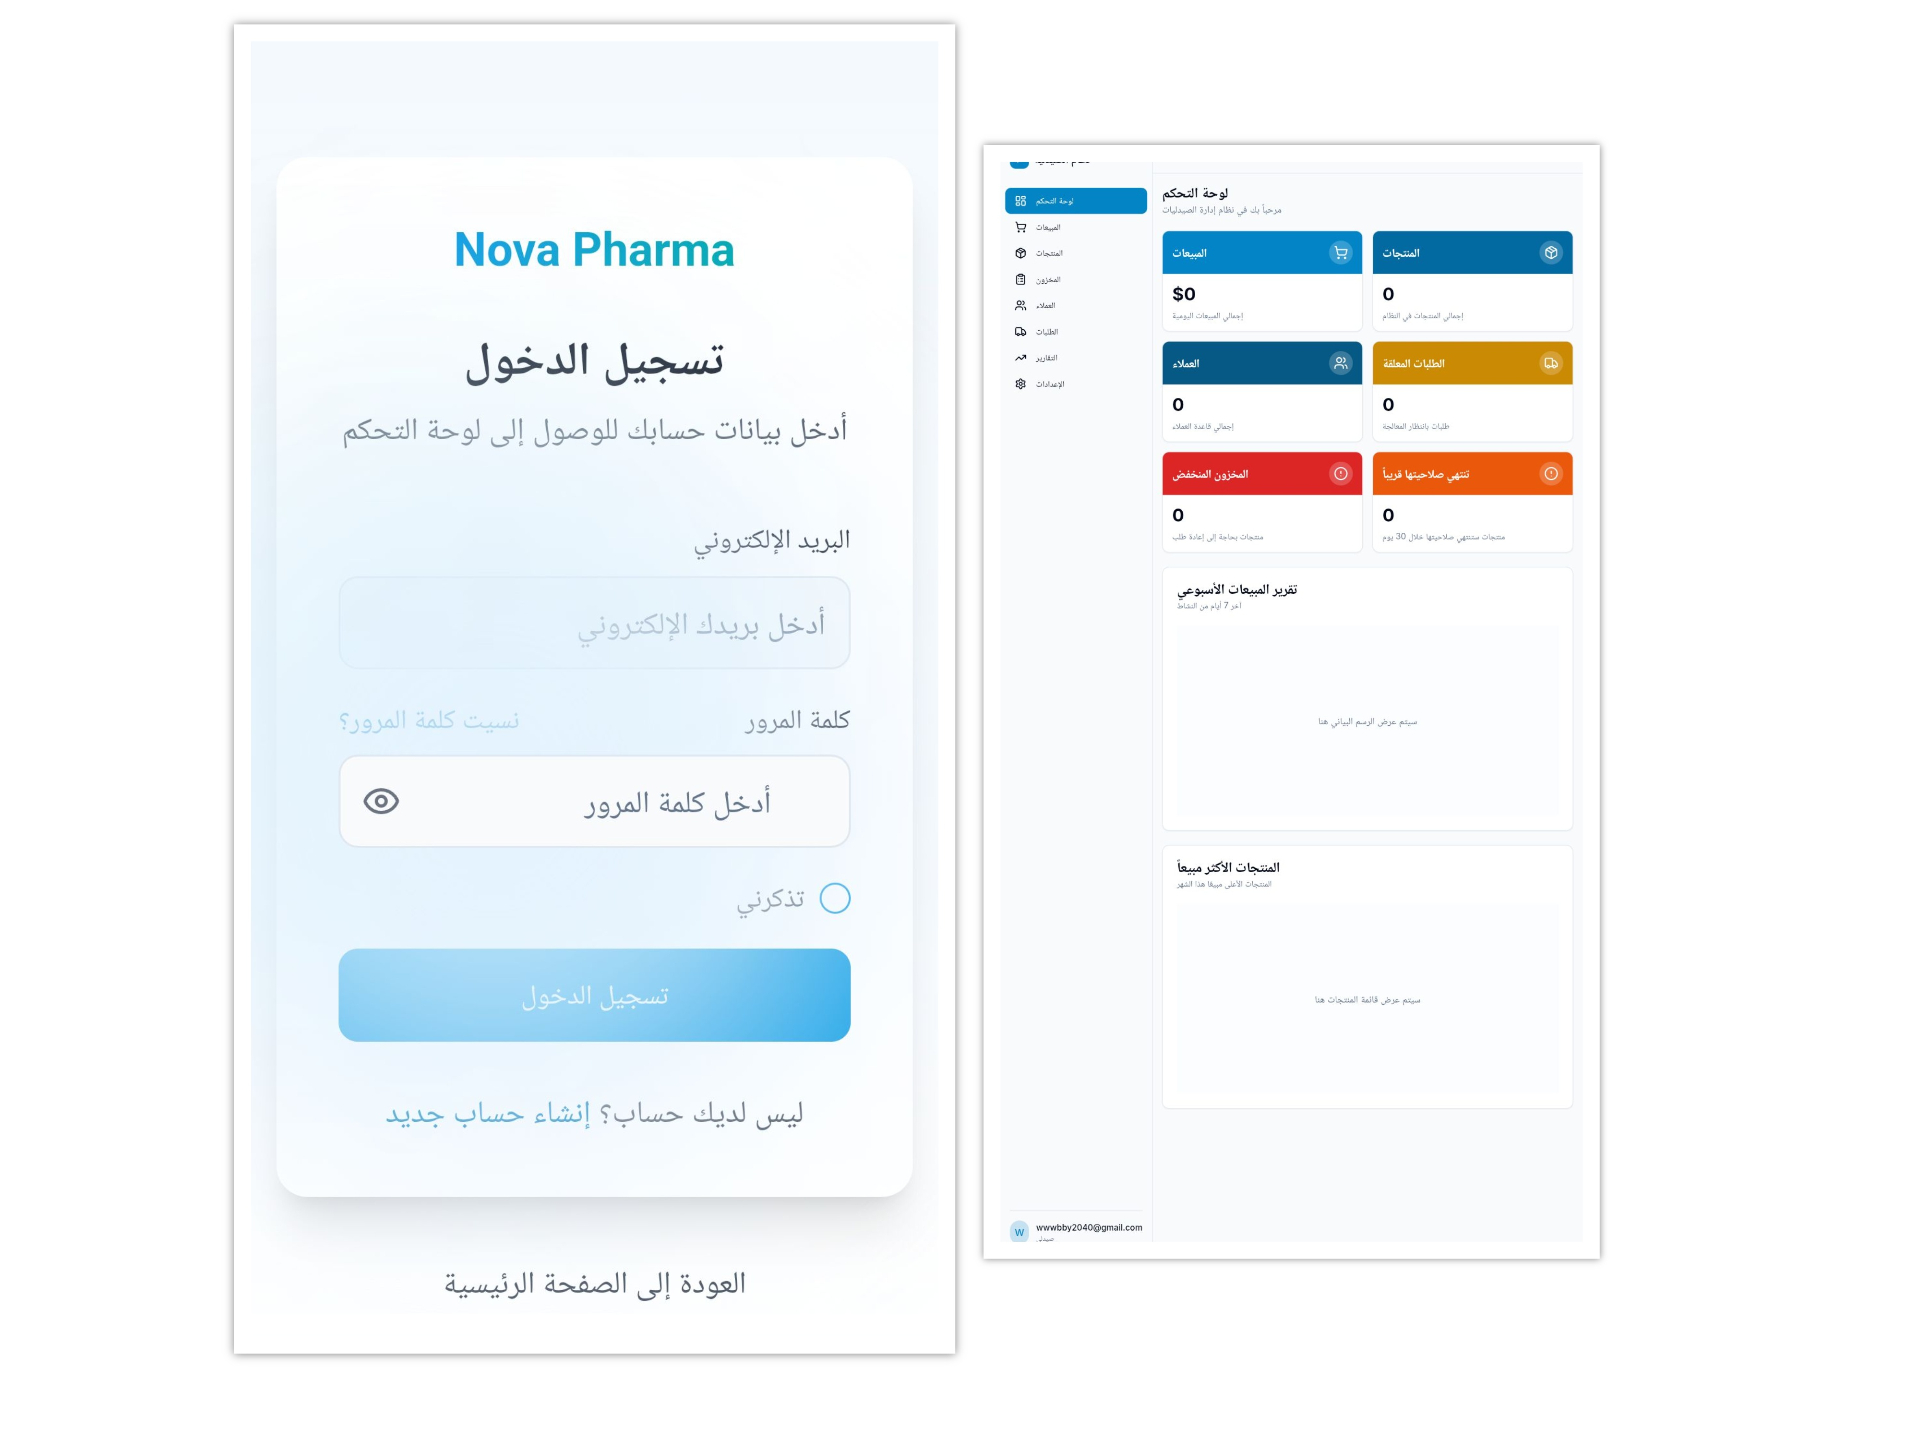 Nova Pharma
تسجيل الدخول
أدخل بيانات حسابك للوصول إلى لوحة التحكم
البريد الإلكتروني
أدخل بريدك الإلكتروني
كلمة المرور
نسيت كلمة المرور؟
أدخل كلمة المرور
تذكرني
تسجيل الدخول
ليس لديك حساب؟ إنشاء حساب جديد
العودة إلى الصفحة الرئيسية
لوحة التحكم
المبيعات
المنتجات
المخزون
العملاء
الطلبات
التقارير
الإعدادات
wwwbby2040@gmail.com
صيدلي
لوحة التحكم
مرحباً بك في نظام إدارة الصيدليات
المبيعات
$0
إجمالي المبيعات اليومية
المنتجات
0
إجمالي المنتجات في النظام
العملاء
0
إجمالي قاعدة العملاء
الطلبات المعلقة
0
طلبات بانتظار المعالجة
المخزون المنخفض
0
منتجات بحاجة إلى إعادة طلب
تنتهي صلاحيتها قريباً
0
منتجات ستنتهي صلاحيتها خلال 30 يوم
تقرير المبيعات الأسبوعي
آخر 7 أيام من النشاط
سيتم عرض الرسم البياني هنا
المنتجات الأكثر مبيعاً
المنتجات الأعلى مبيعًا هذا الشهر
سيتم عرض قائمة المنتجات هنا
W